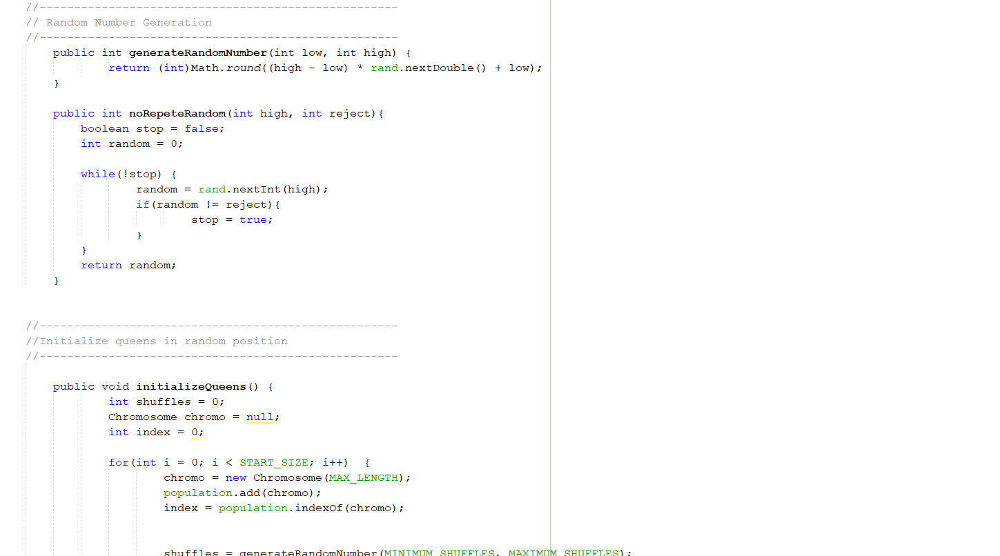 //----------------------------------------------------
// Random Number Generation
//----------------------------------------------------
public int generateRandomNumber(int low, int high) {
return (int)Math.round((high - low) * rand.nextDouble() + low);
}
public int noRepeteRandom(int high, int reject){
boolean stop = false;
int random = 0;
while(!stop) {
random = rand.nextInt(high);
if(random != reject){
stop = true;
}
}
return random;
}
//----------------------------------------------------
//Initialize queens in random position
//----------------------------------------------------
public void initializeQueens() {
int shuffles = 0;
Chromosome chromo = null;
int index = 0;
for(int i = 0; i < START_SIZE; i++)  {
chromo = new Chromosome(MAX_LENGTH);
population.add(chromo);
index = population.indexOf(chromo);
shuffles = generateRandomNumber(MINIMUM_SHUFFLES, MAXIMUM_SHUFFLES);